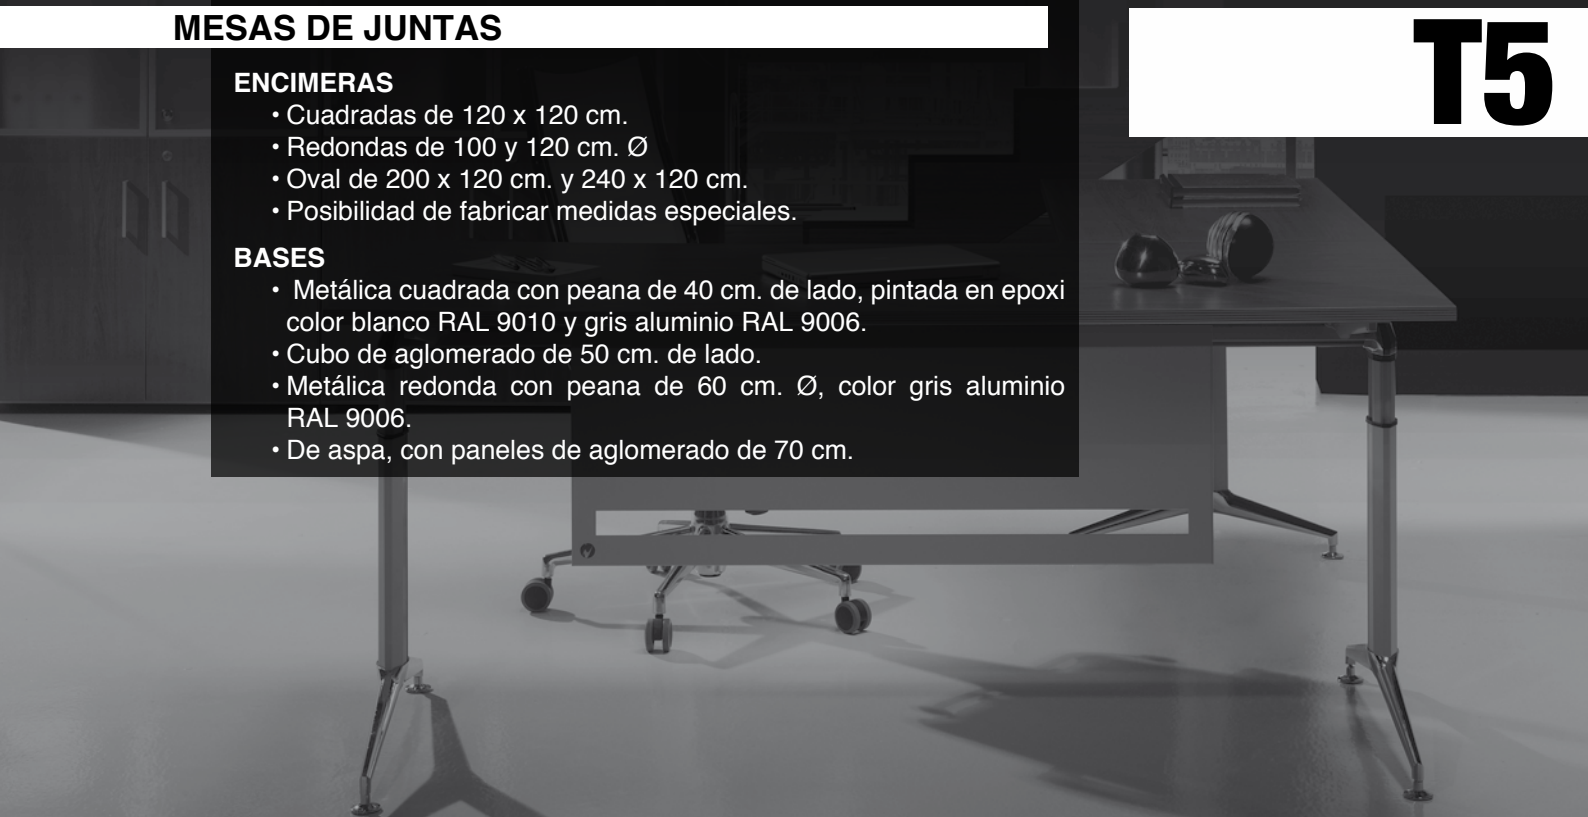 MESAS DE JUNTAS
T5
ENCIMERAS
• Cuadradas de 120 x 120 cm.
• Redondas de 100 y 120 cm. Ø
• Oval de 200 x 120 cm. y 240 x 120 cm.
• Posibilidad de fabricar medidas especiales.
BASES
• Metálica cuadrada con peana de 40 cm. de lado, pintada en epoxi
color blanco RAL 9010 y gris aluminio RAL 9006.
• Cubo de aglomerado de 50 cm. de lado.
• Metálica redonda con peana de 60 cm. Ø, color gris aluminio
RAL 9006.
• De aspa, con paneles de aglomerado de 70 cm.